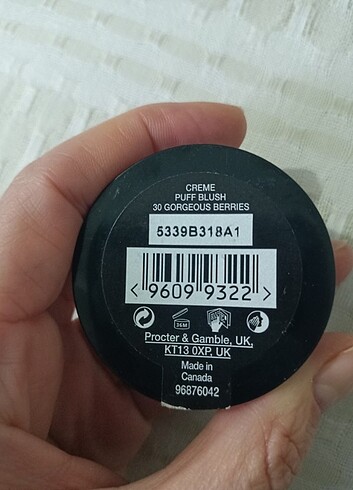 CREME
PUFF BLUSH
30 GORGEOUS BERRIES
5339B318A1
< 9609 9322 >
24M
Procter & Gamble, UK,
KT13 0XP, UK
Made in
Canada
96876042